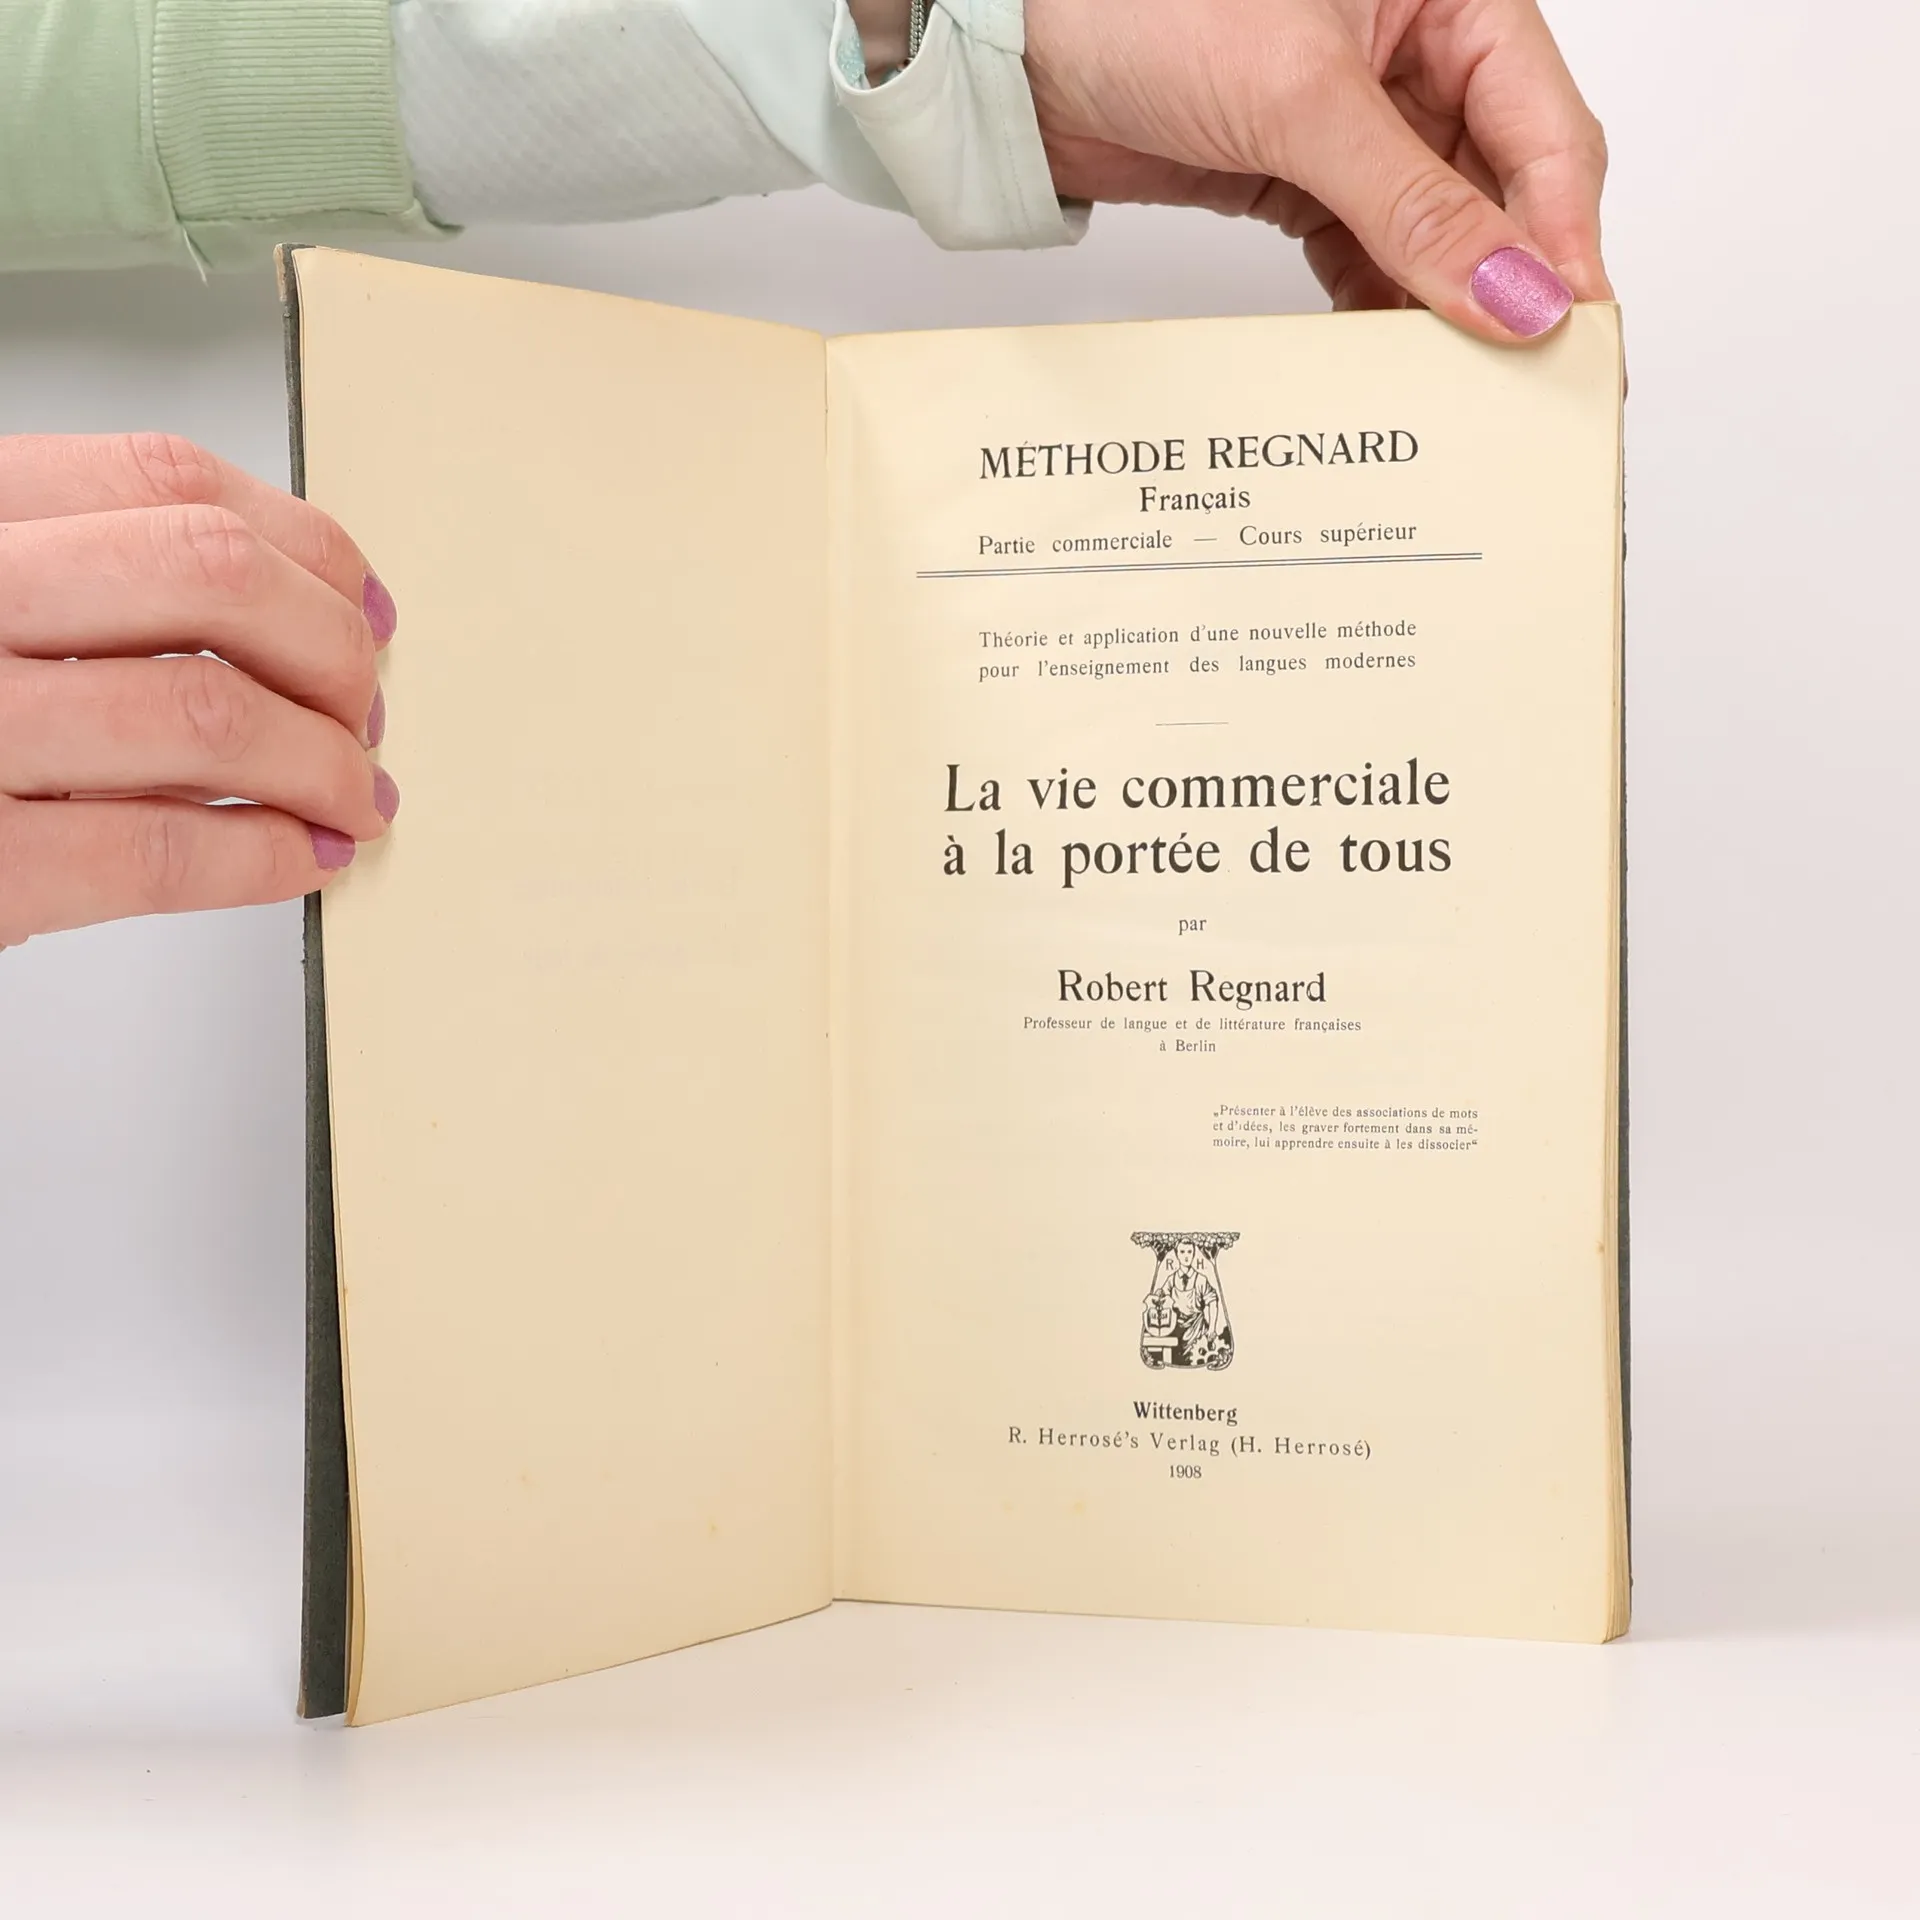 MÉTHODE REGNARD
Français
Partie commerciale — Cours supérieur
Théorie et application d'une nouvelle méthode
pour l'enseignement des langues modernes
La vie commerciale
à la portée de tous
par
Robert Regnard
Professeur de langue et de littérature françaises
à Berlin
„Présenter à l'élève des associations de mots
et d'idées, les graver fortement dans sa mé-
moire, lui apprendre ensuite à les dissocier“
R. H.
Wittenberg
R. Herrosé's Verlag (H. Herrosé)
1908